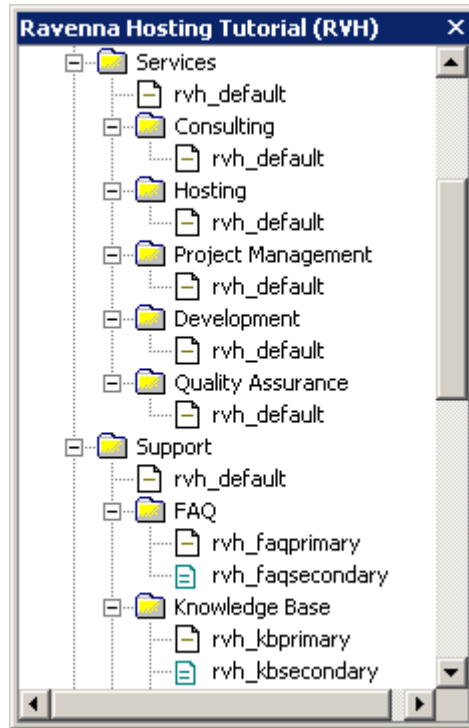 Ravenna Hosting Tutorial (RVH)
Services
rvh_default
Consulting
rvh_default
Hosting
rvh_default
Project Management
rvh_default
Development
rvh_default
Quality Assurance
rvh_default
Support
rvh_default
FAQ
rvh_faqprimary
rvh_faqsecondary
Knowledge Base
rvh_kbprimary
rvh_kbsecondary